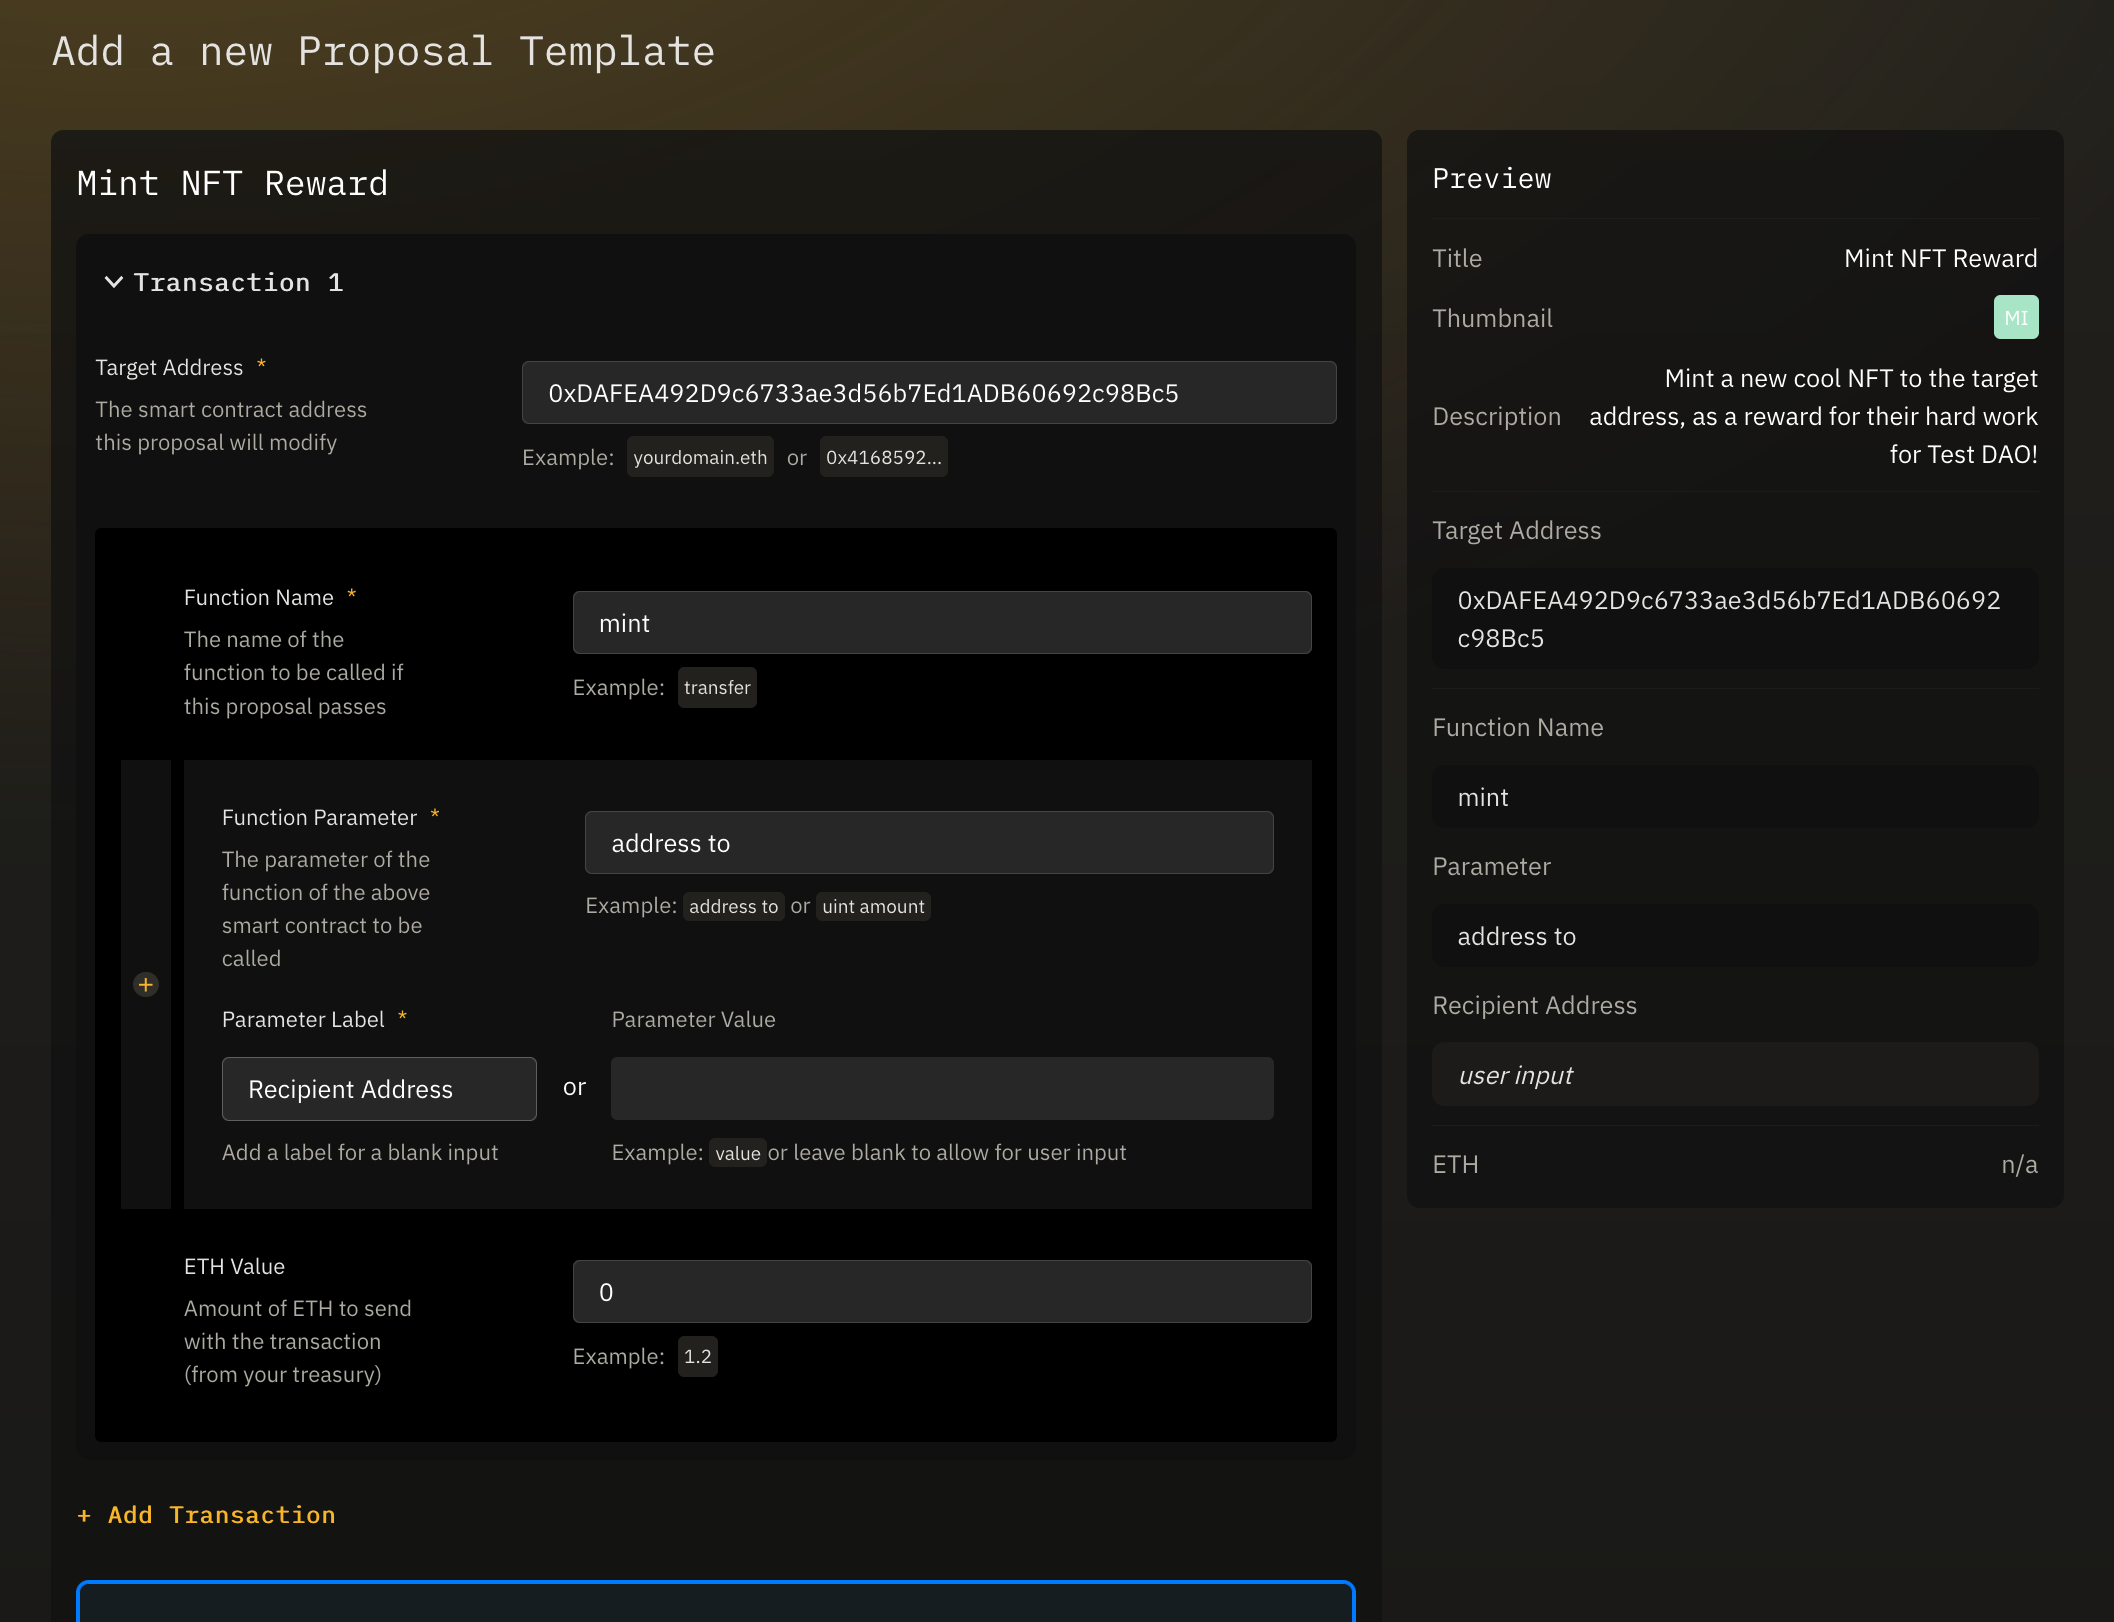 Add a new Proposal Template
Mint NFT Reward
Transaction 1
Target Address *
The smart contract address
this proposal will modify
0xDAFEA492D9c6733ae3d56b7Ed1ADB60692c98Bc5
Example: yourdomain.eth or 0x4168592...
Function Name *
The name of the
function to be called if
this proposal passes
mint
Example: transfer
Function Parameter *
The parameter of the
function of the above
smart contract to be
called
address to
Example: address to or uint amount
+
Parameter Label *
Recipient Address
Add a label for a blank input
or
Parameter Value
Example: value or leave blank to allow for user input
ETH Value
Amount of ETH to send
with the transaction
(from your treasury)
0
Example: 1.2
+ Add Transaction
Preview
Title Mint NFT Reward
Thumbnail MI
Description
Mint a new cool NFT to the target
address, as a reward for their hard work
for Test DAO!
Target Address
0xDAFEA492D9c6733ae3d56b7Ed1ADB60692
c98Bc5
Function Name
mint
Parameter
address to
Recipient Address
user input
ETH n/a